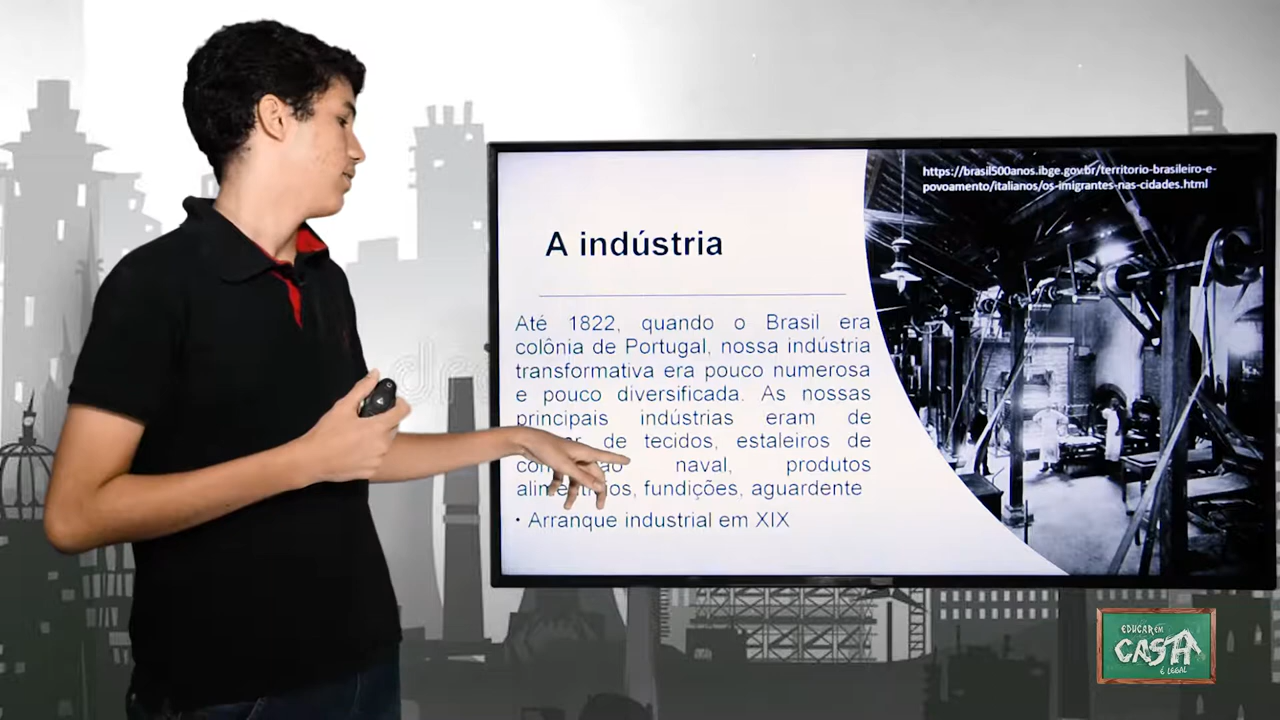 https://brasil500anos.ibge.gov.br/territorio-brasileiro-e-
povoamento/italianos/os-imigrantes-nas-cidades.html
A indústria
Até 1822, quando o Brasil era
colônia de Portugal, nossa indústria
transformativa era pouco numerosa
e pouco diversificada. As nossas
principais indústrias eram de
de tecidos, estaleiros de
naval, produtos
fundições, aguardente
• Arranque industrial em XIX
EDUCAR EM
CASA
É LEGAL